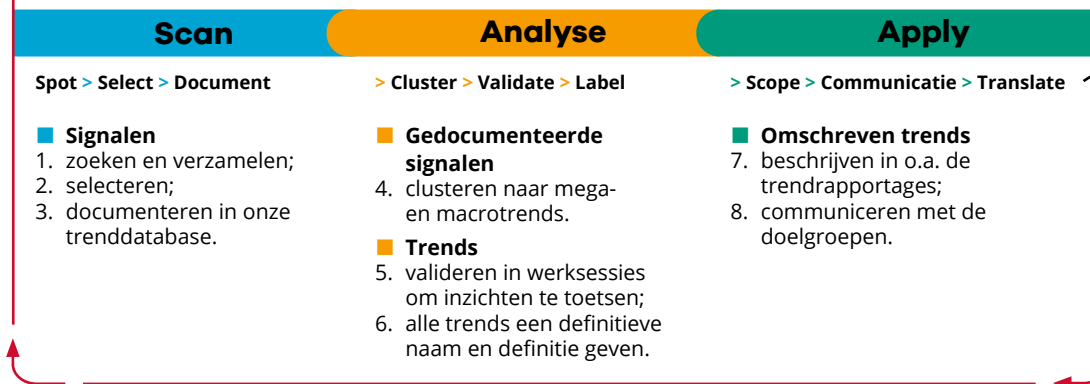 Scan
Analyse
Apply
Spot > Select > Document
> Cluster > Validate > Label
> Scope > Communicatie > Translate
Signalen
1. zoeken en verzamelen;
2. selecteren;
3. documenteren in onze
trenddatabase.
Gedocumenteerde
signalen
4. clusteren naar mega-
en macrotrends.
Trends
5. valideren in werksessies
om inzichten te toetsen;
6. alle trends een definitieve
naam en definitie geven.
Omschreven trends
7. beschrijven in o.a. de
trendrapportages;
8. communiceren met de
doelgroepen.